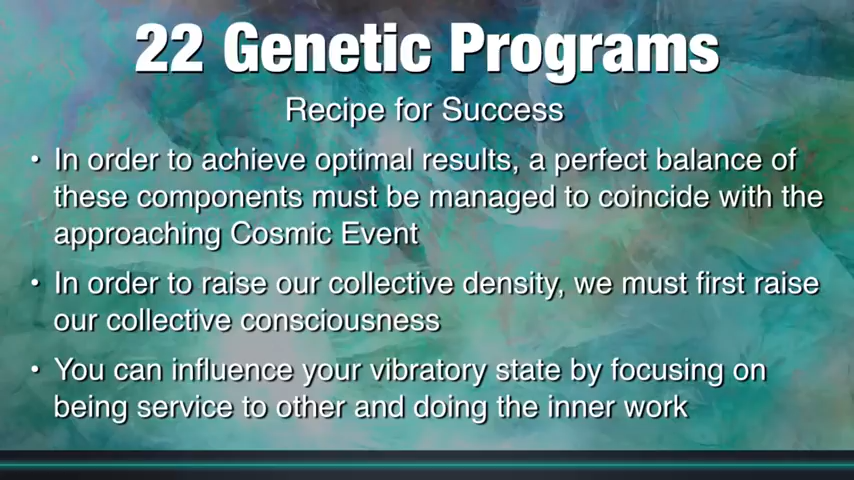 22 Genetic Programs
Recipe for Success
• In order to achieve optimal results, a perfect balance of
these components must be managed to coincide with the
approaching Cosmic Event
• In order to raise our collective density, we must first raise
our collective consciousness
• You can influence your vibratory state by focusing on
being service to other and doing the inner work